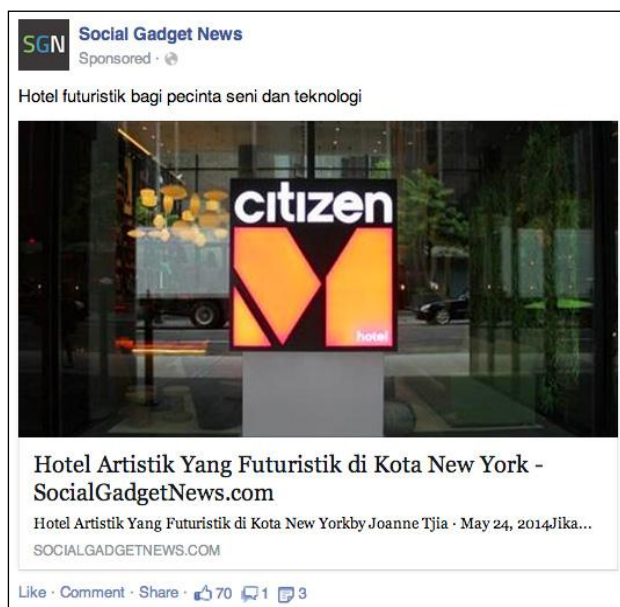 SGN
Social Gadget News
Sponsored ·
Hotel futuristik bagi pecinta seni dan teknologi
citizen
M
hotel
Hotel Artistik Yang Futuristik di Kota New York -
SocialGadgetNews.com
Hotel Artistik Yang Futuristik di Kota New Yorkby Joanne Tjia · May 24, 2014Jika...
SOCIALGADGETNEWS.COM
Like · Comment · Share · 70 1 3